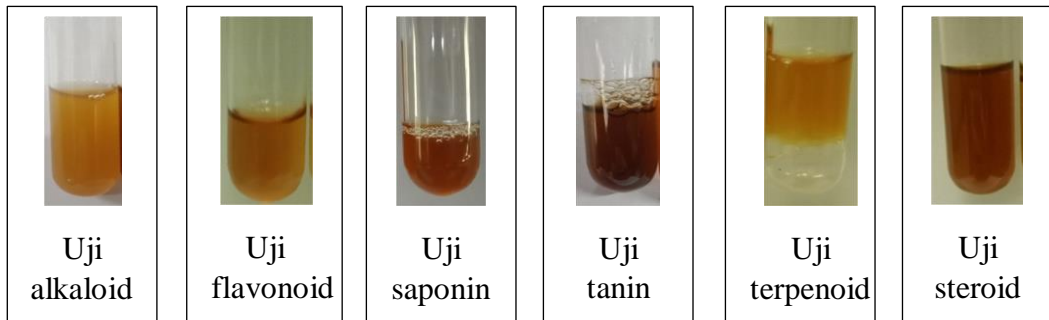 Uji
alkaloid
Uji
flavonoid
Uji
saponin
Uji
tanin
Uji
terpenoid
Uji
steroid